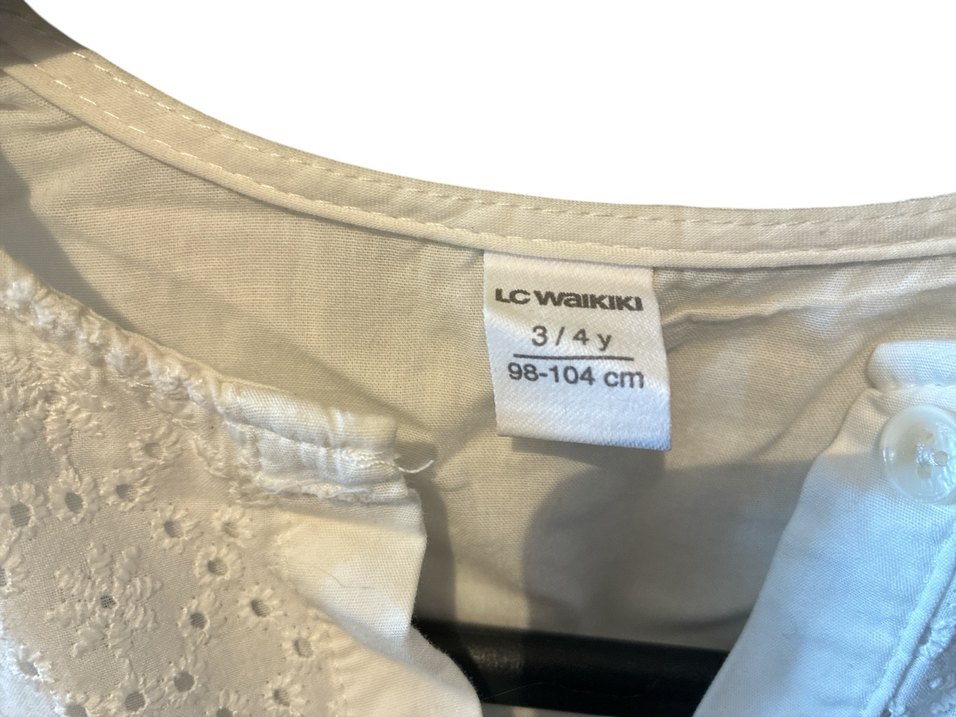 LC WAIKIKI
3 / 4 y
98-104 cm